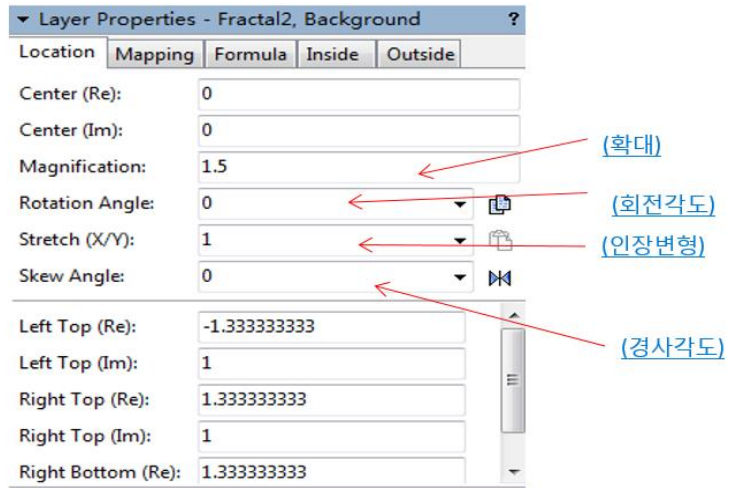 Layer Properties - Fractal2, Background ?
Location Mapping Formula Inside Outside
Center (Re): 0
Center (Im): 0
(확대)
Magnification: 1.5
Rotation Angle: 0
(회전각도)
Stretch (X/Y): 1
(인장변형)
Skew Angle: 0
Left Top (Re): -1.333333333
(경사각도)
Left Top (Im): 1
Right Top (Re): 1.333333333
Right Top (Im): 1
Right Bottom (Re): 1.333333333